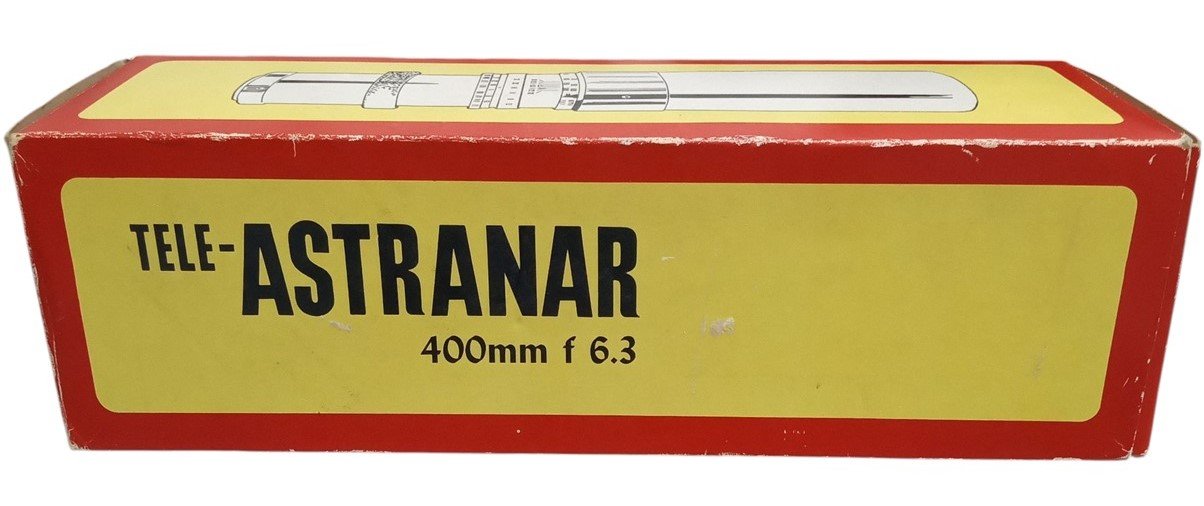 TELE-ASTRANAR
400mm f 6.3